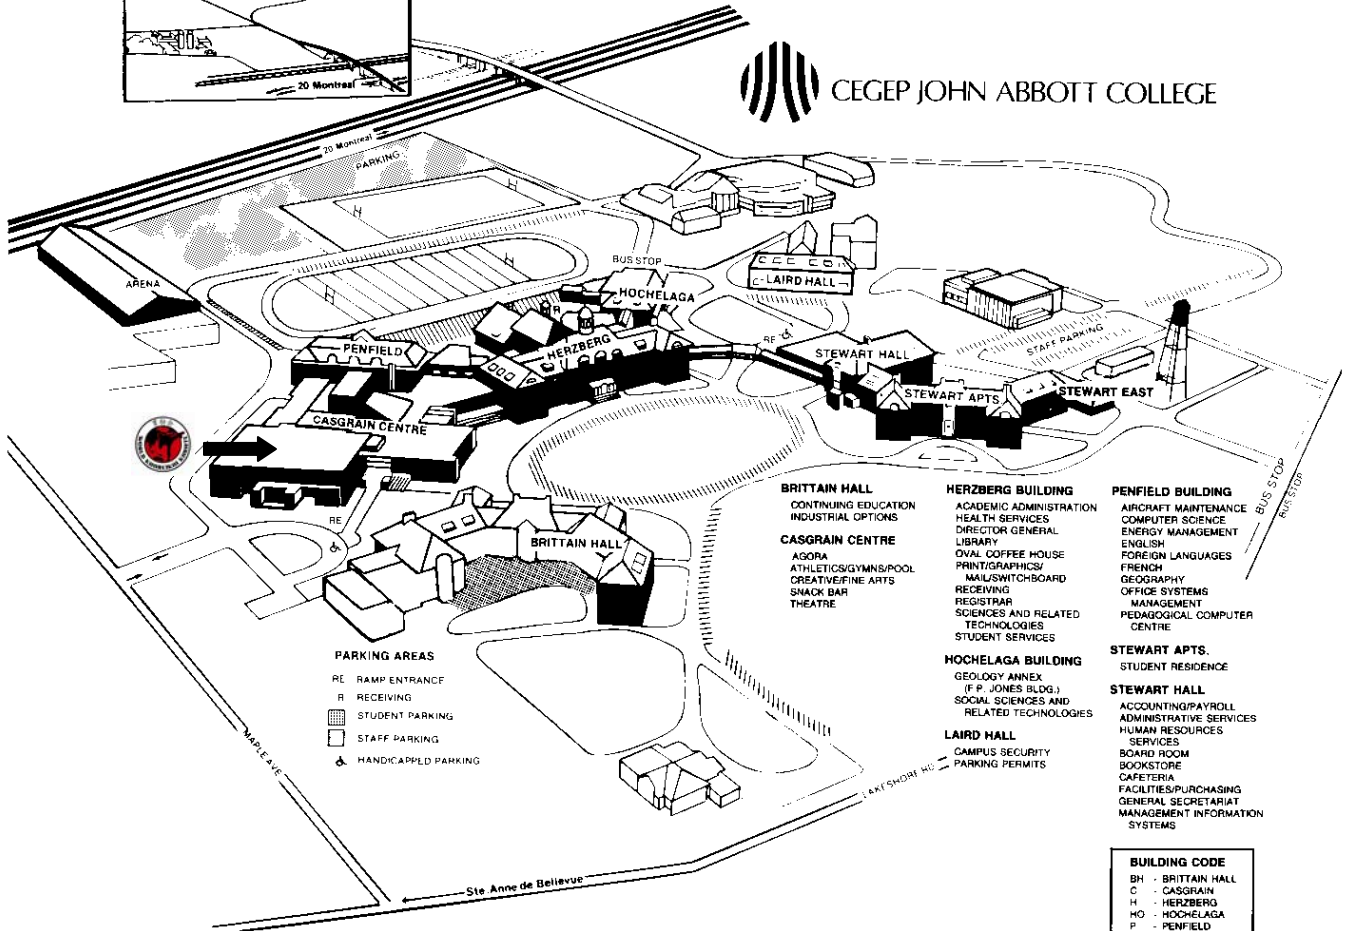 20 Montreal
CEGEP JOHN ABBOTT COLLEGE
20 Montreal
PARKING
ARENA
BUS STOP
HOCHELAGA
LAIRD HALL
R
HERZBERG
PENFIELD
RE
STAFF PARKING
STEWART HALL
STEWART APTS
STEWART EAST
CASGRAIN CENTRE
RE
BRITTAIN HALL
BUS STOP
BUS STOP
BRITTAIN HALL
CONTINUING EDUCATION
INDUSTRIAL OPTIONS
CASGRAIN CENTRE
AGORA
ATHLETICS/GYMNS/POOL
CREATIVE/FINE ARTS
SNACK BAR
THEATRE
HERZBERG BUILDING
ACADEMIC ADMINISTRATION
HEALTH SERVICES
DIRECTOR GENERAL
LIBRARY
OVAL COFFEE HOUSE
PRINT/GRAPHICS/
MAIL/SWITCHBOARD
RECEIVING
REGISTRAR
SCIENCES AND RELATED
TECHNOLOGIES
STUDENT SERVICES
HOCHELAGA BUILDING
GEOLOGY ANNEX
(F.P. JONES BLDG.)
SOCIAL SCIENCES AND
RELATED TECHNOLOGIES
LAIRD HALL
CAMPUS SECURITY
PARKING PERMITS
PENFIELD BUILDING
AIRCRAFT MAINTENANCE
COMPUTER SCIENCE
ENERGY MANAGEMENT
ENGLISH
FOREIGN LANGUAGES
FRENCH
GEOGRAPHY
OFFICE SYSTEMS
MANAGEMENT
PEDAGOGICAL COMPUTER
CENTRE
STEWART APTS.
STUDENT RESIDENCE
STEWART HALL
ACCOUNTING/PAYROLL
ADMINISTRATIVE SERVICES
HUMAN RESOURCES
SERVICES
BOARD ROOM
BOOKSTORE
CAFETERIA
FACILITIES/PURCHASING
GENERAL SECRETARIAT
MANAGEMENT INFORMATION
SYSTEMS
PARKING AREAS
RE RAMP ENTRANCE
R RECEIVING
STUDENT PARKING
STAFF PARKING
HANDICAPPED PARKING
MAPLE AVE
LAKESHORE RD
Ste. Anne de Bellevue
BUILDING CODE
BH - BRITTAIN HALL
C - CASGRAIN
H - HERZBERG
HO - HOCHELAGA
P - PENFIELD